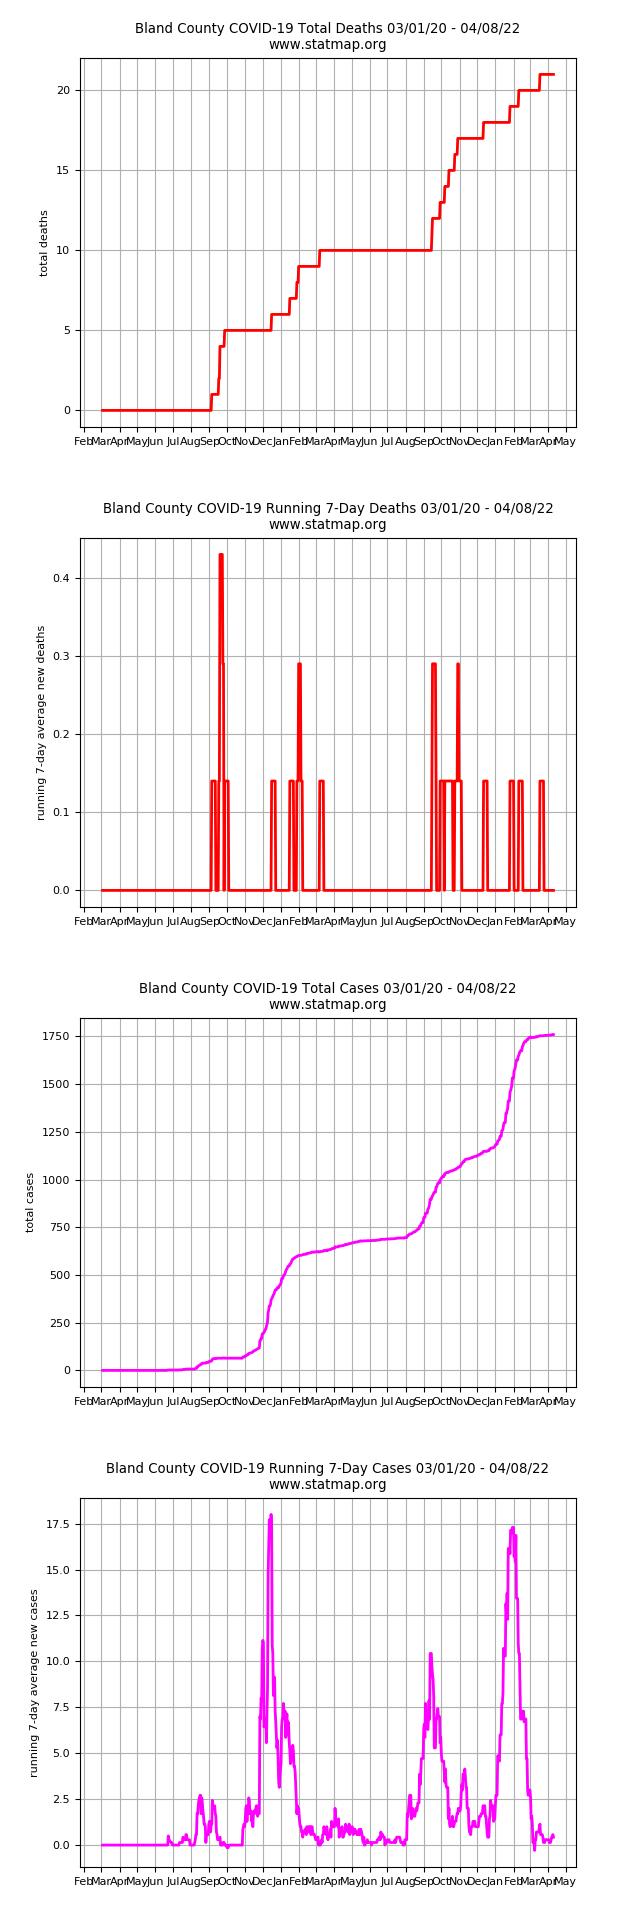 Bland County COVID-19 Total Deaths 03/01/20 - 04/08/22
www.statmap.org
20
15
total deaths
10
5
0
Feb Mar Apr May Jun Jul Aug Sep Oct Nov Dec Jan Feb Mar Apr May Jun Jul Aug Sep Oct Nov Dec Jan Feb Mar Apr May
Bland County COVID-19 Running 7-Day Deaths 03/01/20 - 04/08/22
www.statmap.org
0.4
0.3
running 7-day average new deaths
0.2
0.1
0.0
Feb Mar Apr May Jun Jul Aug Sep Oct Nov Dec Jan Feb Mar Apr May Jun Jul Aug Sep Oct Nov Dec Jan Feb Mar Apr May
Bland County COVID-19 Total Cases 03/01/20 - 04/08/22
www.statmap.org
1750
1500
1250
1000
total cases
750
500
250
0
Feb Mar Apr May Jun Jul Aug Sep Oct Nov Dec Jan Feb Mar Apr May Jun Jul Aug Sep Oct Nov Dec Jan Feb Mar Apr May
Bland County COVID-19 Running 7-Day Cases 03/01/20 - 04/08/22
www.statmap.org
17.5
15.0
12.5
10.0
running 7-day average new cases
7.5
5.0
2.5
0.0
Feb Mar Apr May Jun Jul Aug Sep Oct Nov Dec Jan Feb Mar Apr May Jun Jul Aug Sep Oct Nov Dec Jan Feb Mar Apr May